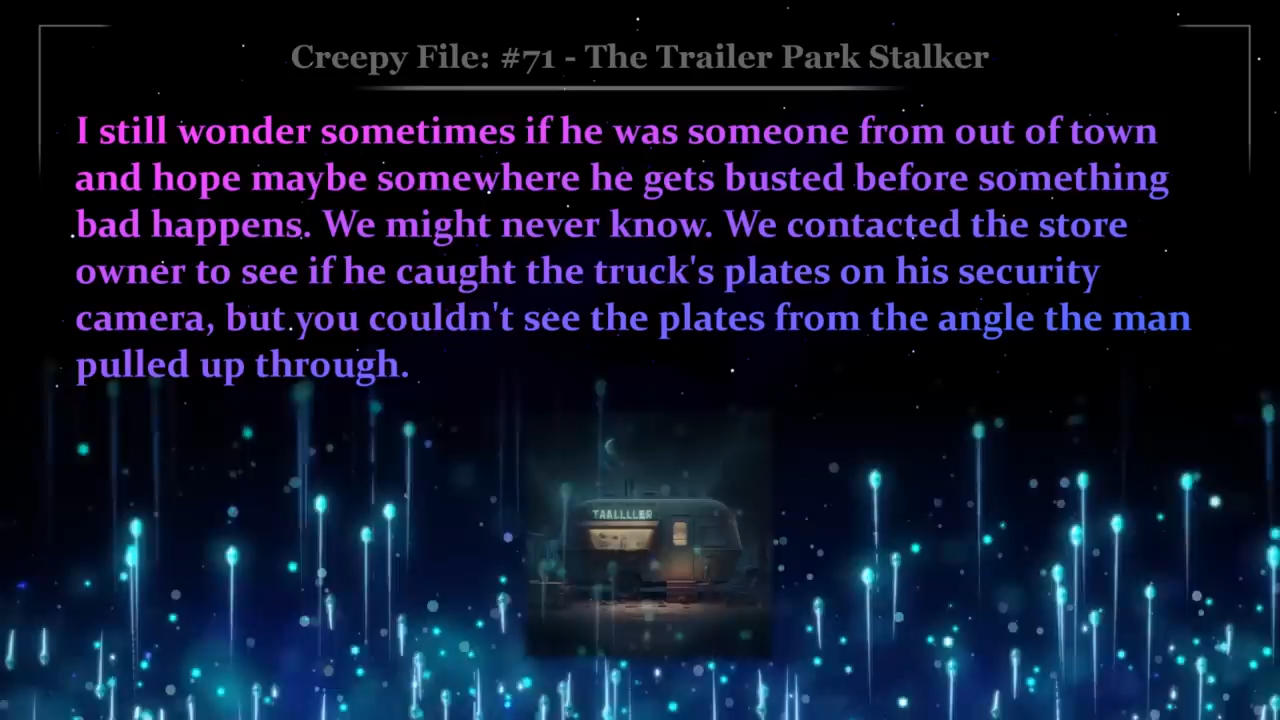 Creepy File: #71 - The Trailer Park Stalker
I still wonder sometimes if he was someone from out of town
and hope maybe somewhere he gets busted before something
bad happens. We might never know. We contacted the store
owner to see if he caught the truck's plates on his security
camera, but you couldn't see the plates from the angle the man
pulled up through.
TAALLLLER